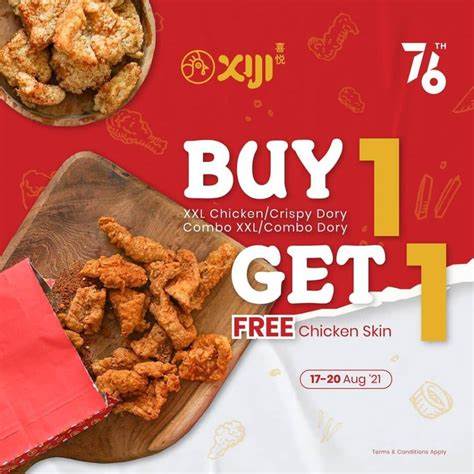 XIJI 喜悦
76TH
BUY 1
XXL Chicken/Crispy Dory
Combo XXL/Combo Dory
GET 1
FREE Chicken Skin
17-20 Aug '21
Terms & Conditions Apply